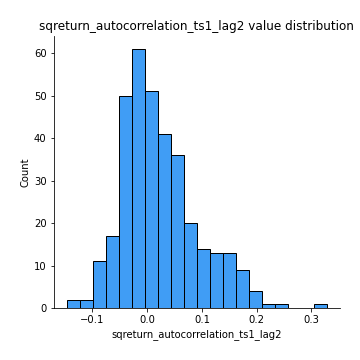 sqreturn_autocorrelation_ts1_lag2 value distribution
60
50
40
30
20
10
0
Count
−0.1 0.0 0.1 0.2 0.3
sqreturn_autocorrelation_ts1_lag2